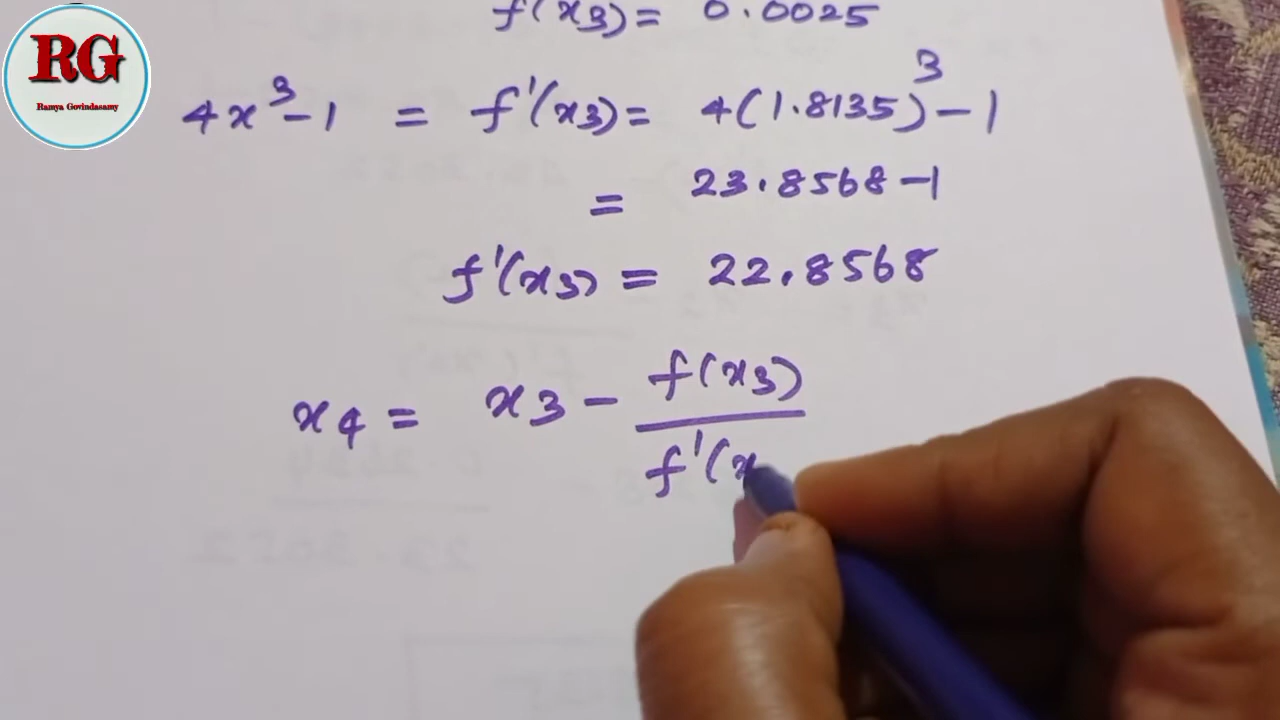 RG
Ramya Govindasamy
f(x3) = 0.0025
4x³-1 = f'(x3) = 4(1.8135)³-1
= 23.8568-1
f'(x3) = 22.8568
x4 = x3 - f(x3)
f'(x